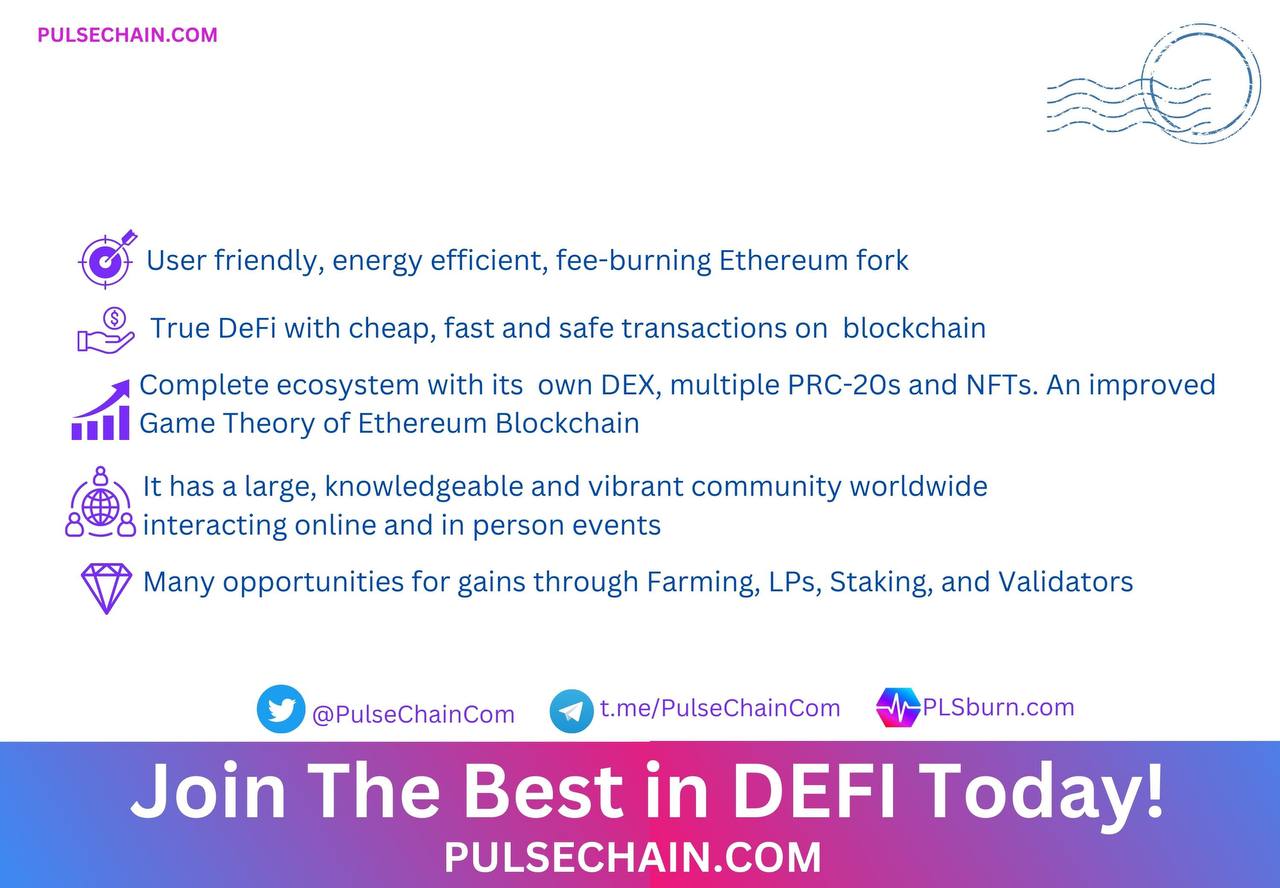 PULSECHAIN.COM
User friendly, energy efficient, fee-burning Ethereum fork
True DeFi with cheap, fast and safe transactions on  blockchain
Complete ecosystem with its  own DEX, multiple PRC-20s and NFTs. An improved
Game Theory of Ethereum Blockchain
It has a large, knowledgeable and vibrant community worldwide
interacting online and in person events
Many opportunities for gains through Farming, LPs, Staking, and Validators
@PulseChainCom t.me/PulseChainCom PLSburn.com
Join The Best in DEFI Today!
PULSECHAIN.COM